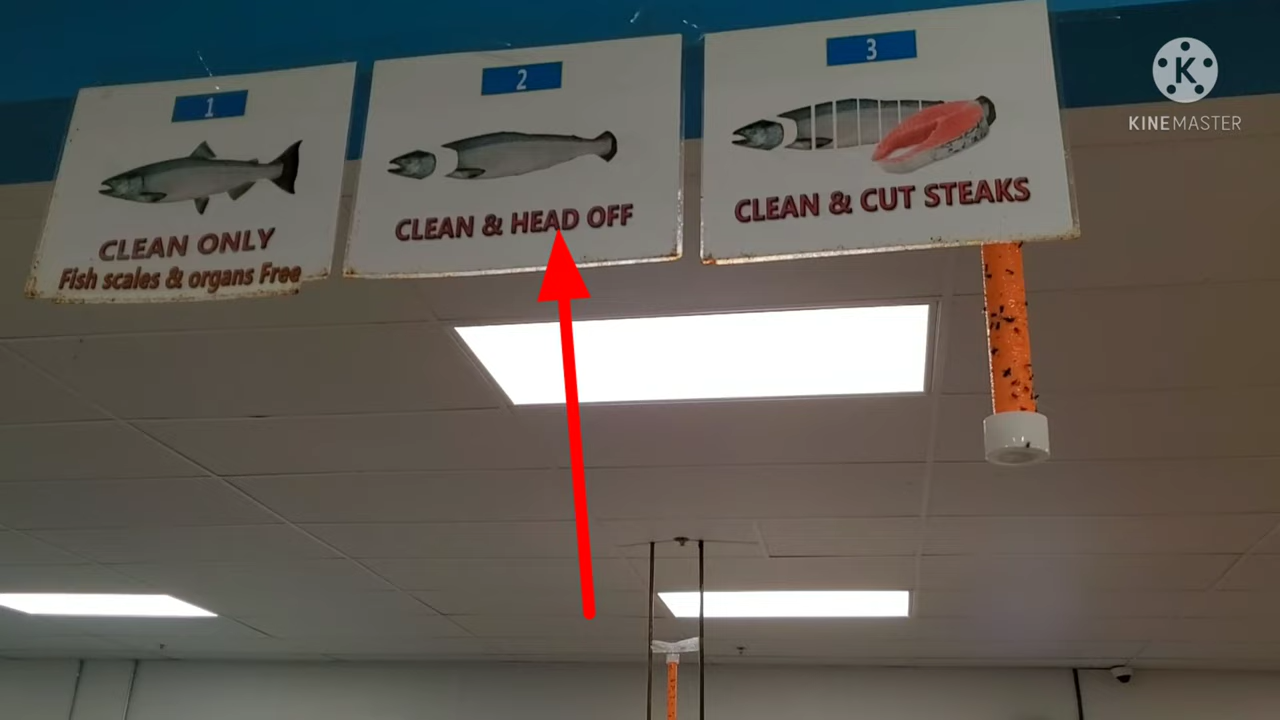 1
CLEAN ONLY
Fish scales & organs Free
2
CLEAN & HEAD OFF
3
CLEAN & CUT STEAKS
K
KINEMASTER